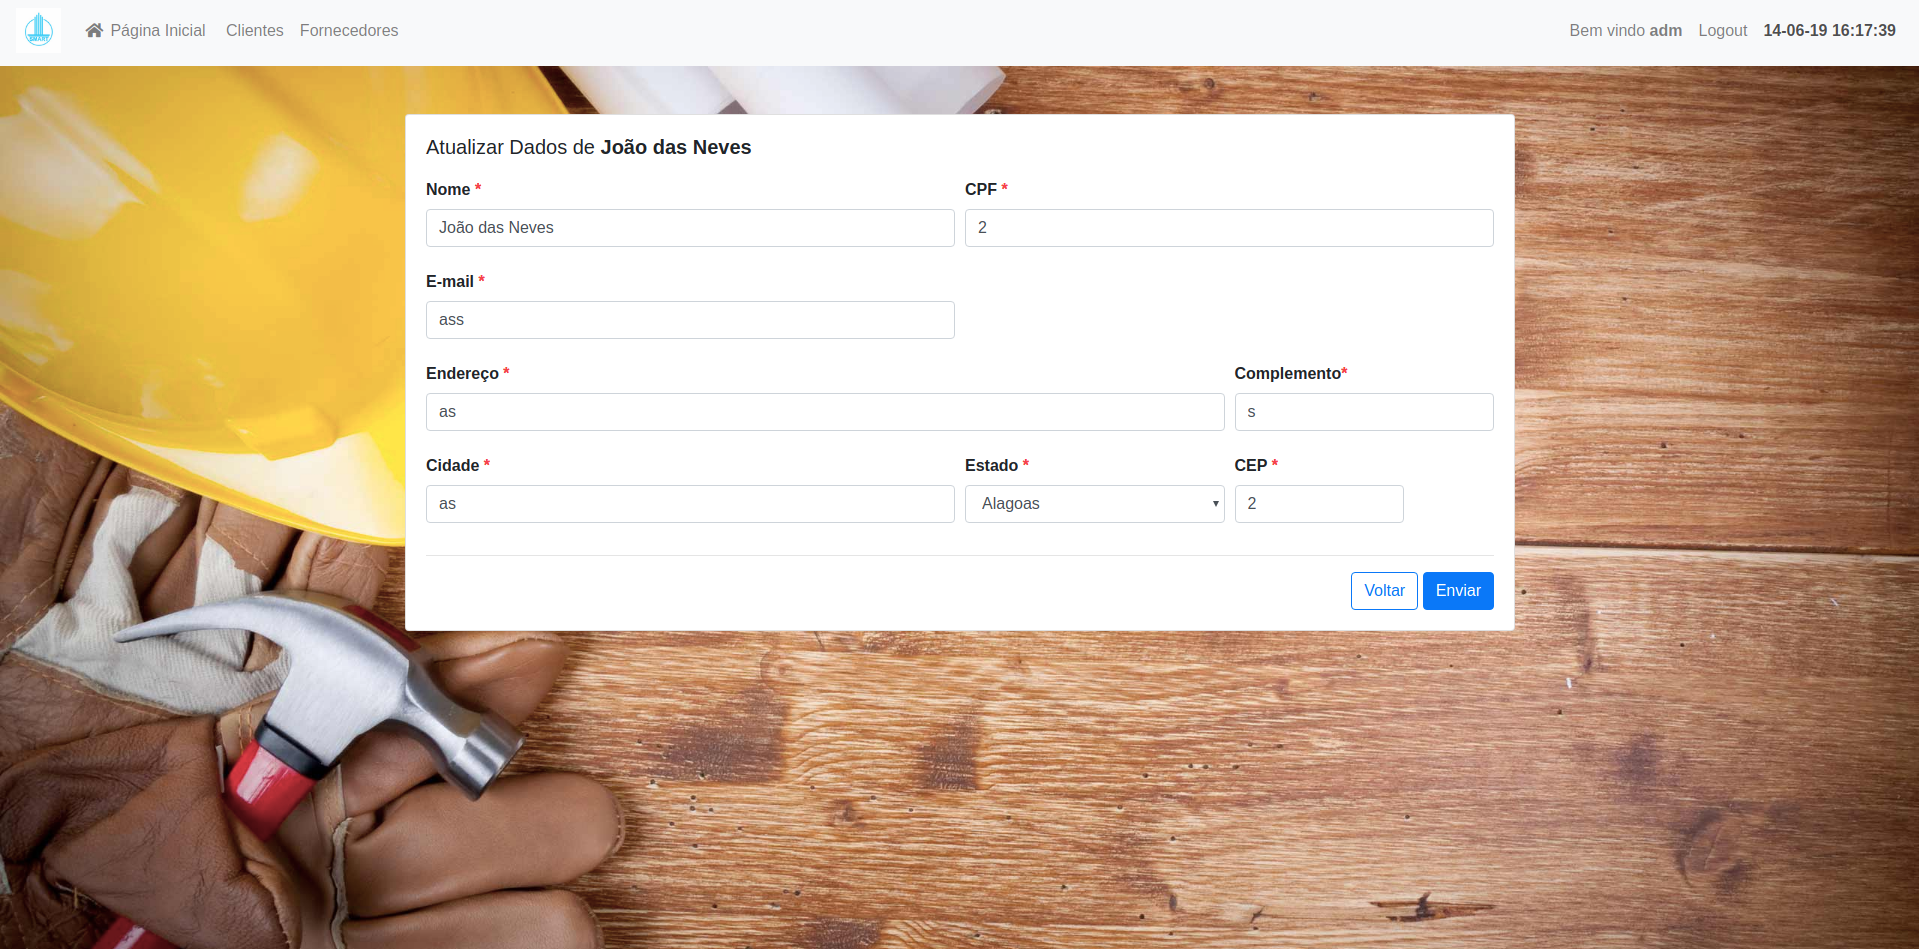 SMART
Página Inicial Clientes Fornecedores Bem vindo adm Logout 14-06-19 16:17:39
Atualizar Dados de João das Neves
Nome * CPF *
João das Neves 2
E-mail *
ass
Endereço * Complemento*
as s
Cidade * Estado * CEP *
as Alagoas 2
Voltar Enviar